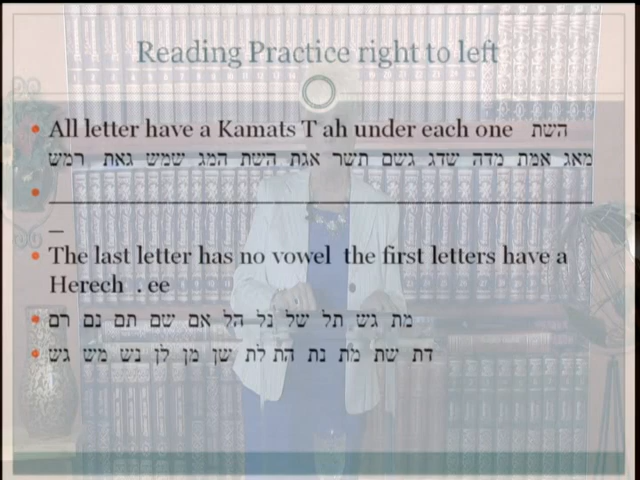 Reading Practice right to left
All letter have a Kamats T ah under each one השת
מאג אמת מדה שדג גשם תשר אגת השת המג שמש גאת רמש
The last letter has no vowel the first letters have a
Herech . ee
מת גש תל של נל הל אם שם תם נם רם
דת שת מת נת הת לת שן מן לן נש מש גש